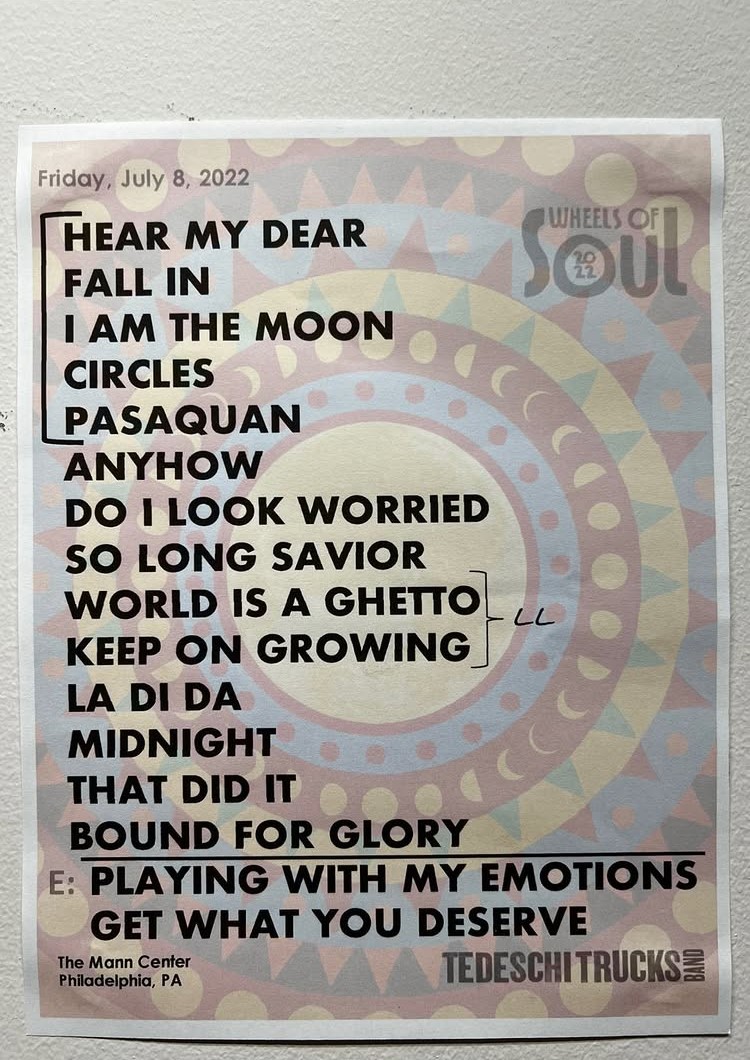 Friday, July 8, 2022
WHEELS OF
SOUL
20
22
HEAR MY DEAR
FALL IN
I AM THE MOON
CIRCLES
PASAQUAN
ANYHOW
DO I LOOK WORRIED
SO LONG SAVIOR
WORLD IS A GHETTO
KEEP ON GROWING
LL
LA DI DA
MIDNIGHT
THAT DID IT
BOUND FOR GLORY
E: PLAYING WITH MY EMOTIONS
GET WHAT YOU DESERVE
The Mann Center
Philadelphia, PA
TEDESCHI TRUCKS BAND